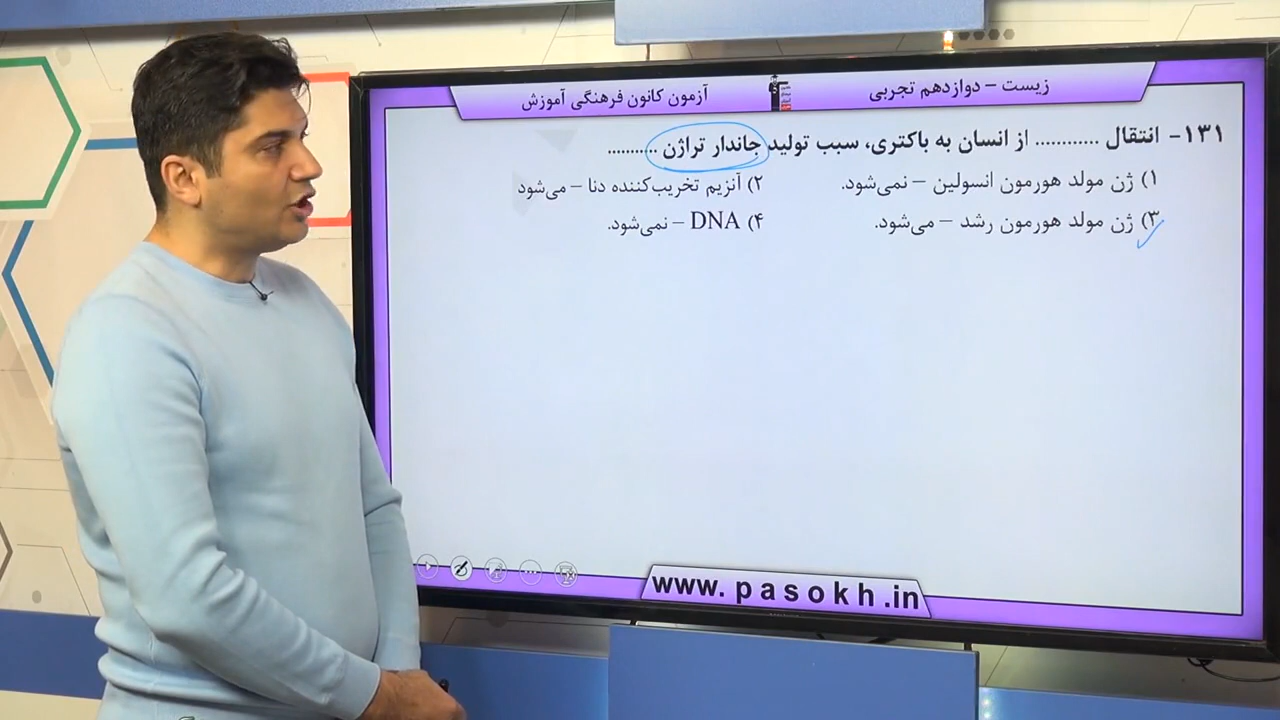 زیست – دوازدهم تجربی
آزمون کانون فرهنگی آموزش
۱۳۱- انتقال ............ از انسان به باکتری، سبب تولید جاندار تراژن ..........
۱) ژن مولد هورمون انسولین – نمی‌شود.
۲) آنزیم تخریب‌کننده دنا – می‌شود
۳) ژن مولد هورمون رشد – می‌شود.
۴) DNA – نمی‌شود.
www.pasokh.in